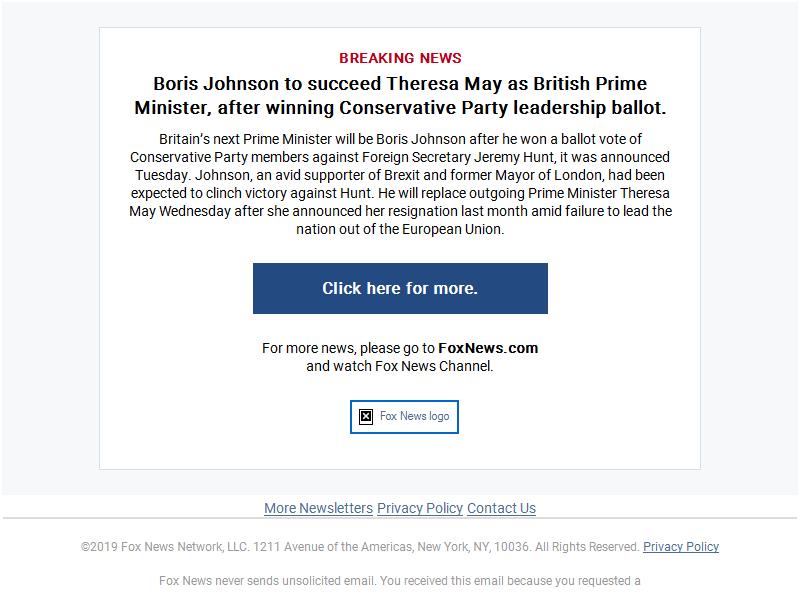 BREAKING NEWS
Boris Johnson to succeed Theresa May as British Prime
Minister, after winning Conservative Party leadership ballot.
Britain's next Prime Minister will be Boris Johnson after he won a ballot vote of
Conservative Party members against Foreign Secretary Jeremy Hunt, it was announced
Tuesday. Johnson, an avid supporter of Brexit and former Mayor of London, had been
expected to clinch victory against Hunt. He will replace outgoing Prime Minister Theresa
May Wednesday after she announced her resignation last month amid failure to lead the
nation out of the European Union.
Click here for more.
For more news, please go to FoxNews.com
and watch Fox News Channel.
Fox News logo
More Newsletters Privacy Policy Contact Us
©2019 Fox News Network, LLC. 1211 Avenue of the Americas, New York, NY, 10036. All Rights Reserved. Privacy Policy
Fox News never sends unsolicited email. You received this email because you requested a